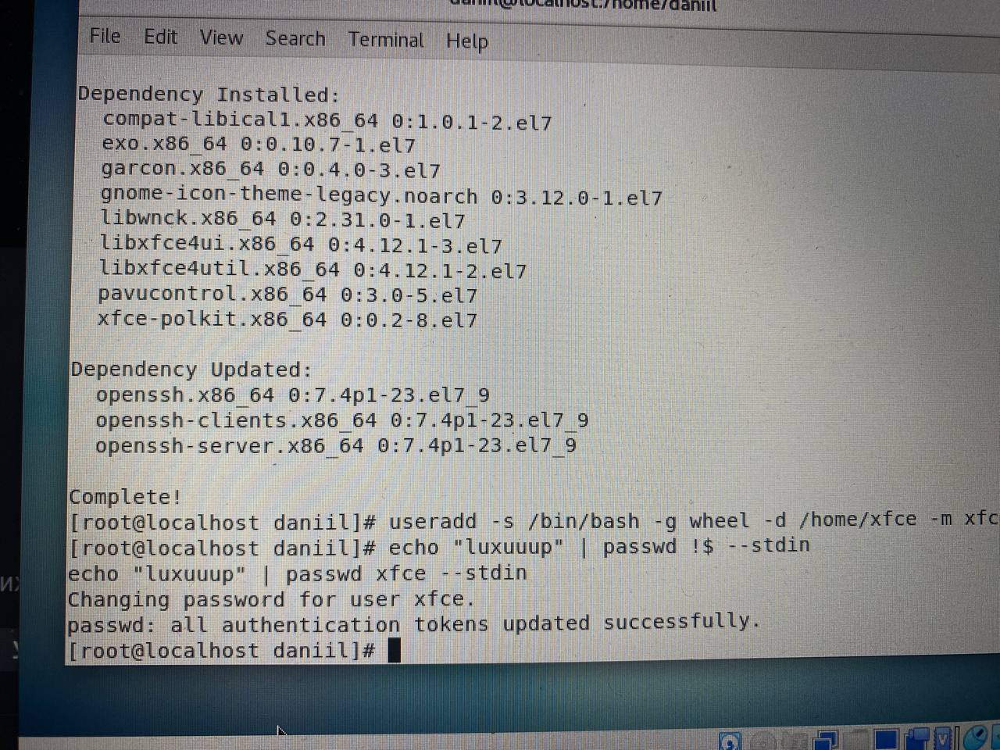 daniil@localhost:/home/daniil
File Edit View Search Terminal Help
Dependency Installed:
compat-libical1.x86_64 0:1.0.1-2.el7
exo.x86_64 0:0.10.7-1.el7
garcon.x86_64 0:0.4.0-3.el7
gnome-icon-theme-legacy.noarch 0:3.12.0-1.el7
libwnck.x86_64 0:2.31.0-1.el7
libxfce4ui.x86_64 0:4.12.1-3.el7
libxfce4util.x86_64 0:4.12.1-2.el7
pavucontrol.x86_64 0:3.0-5.el7
xfce-polkit.x86_64 0:0.2-8.el7
Dependency Updated:
openssh.x86_64 0:7.4p1-23.el7_9
openssh-clients.x86_64 0:7.4p1-23.el7_9
openssh-server.x86_64 0:7.4p1-23.el7_9
Complete!
[root@localhost daniil]# useradd -s /bin/bash -g wheel -d /home/xfce -m xfc
[root@localhost daniil]# echo "luxuuup" | passwd !$ --stdin
echo "luxuuup" | passwd xfce --stdin
Changing password for user xfce.
passwd: all authentication tokens updated successfully.
[root@localhost daniil]#